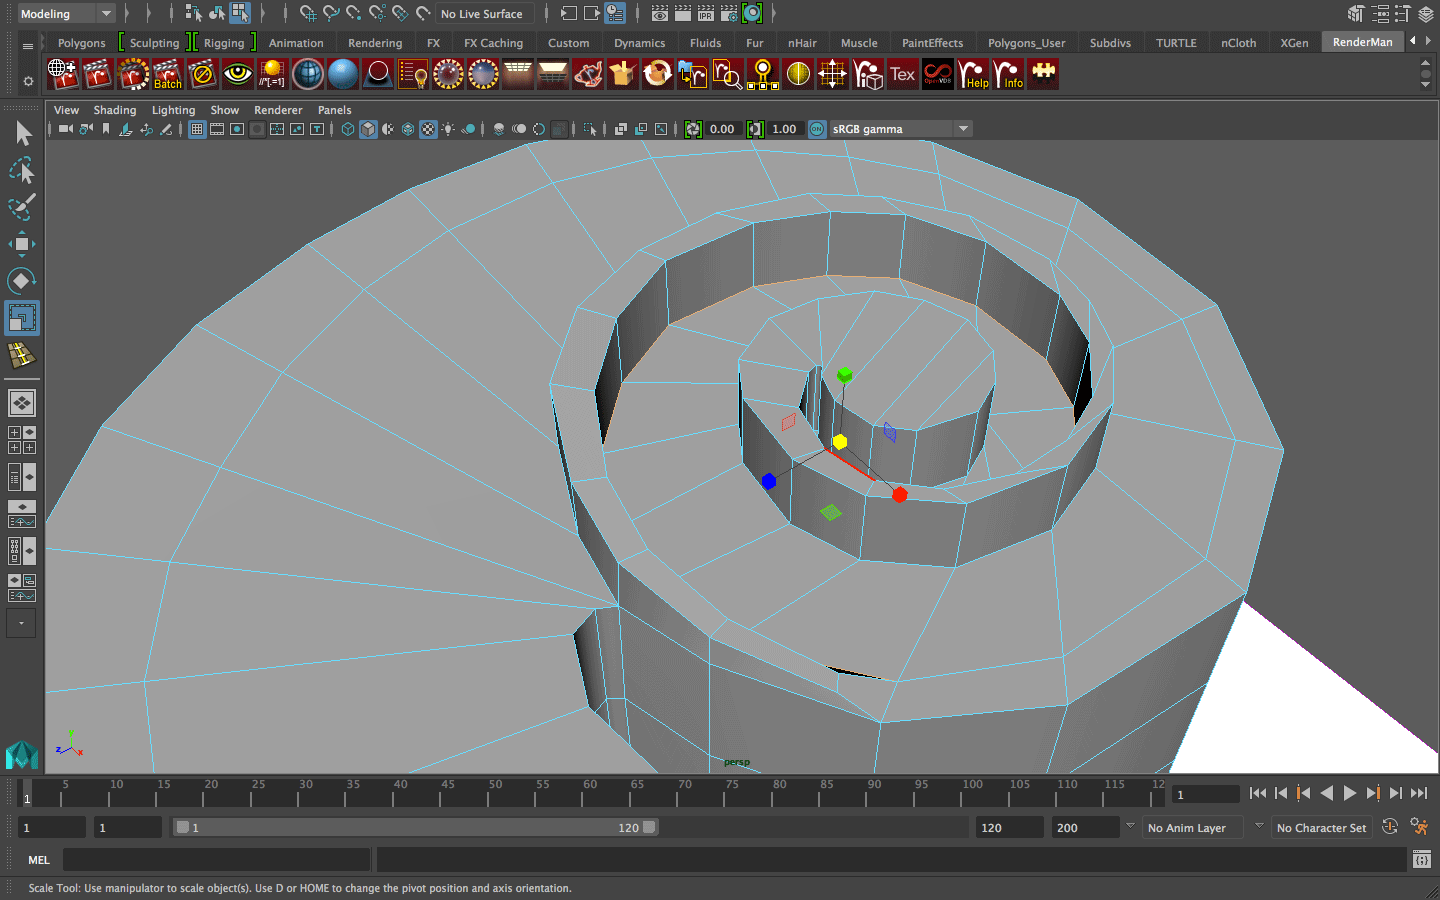 Modeling No Live Surface IPR
Polygons Sculpting Rigging Animation Rendering FX FX Caching Custom Dynamics Fluids Fur nHair Muscle PaintEffects Polygons_User Subdivs TURTLE nCloth XGen RenderMan
Batch //*[.=1] Tex OpenVDB Help Info
View Shading Lighting Show Renderer Panels
0.00 1.00 ON sRGB gamma
y
z x
persp
5 10 15 20 25 30 35 40 45 50 55 60 65 70 75 80 85 90 95 100 105 110 115 12
1 1
1 1 1 120 120 200 No Anim Layer No Character Set
MEL
Scale Tool: Use manipulator to scale object(s). Use D or HOME to change the pivot position and axis orientation.